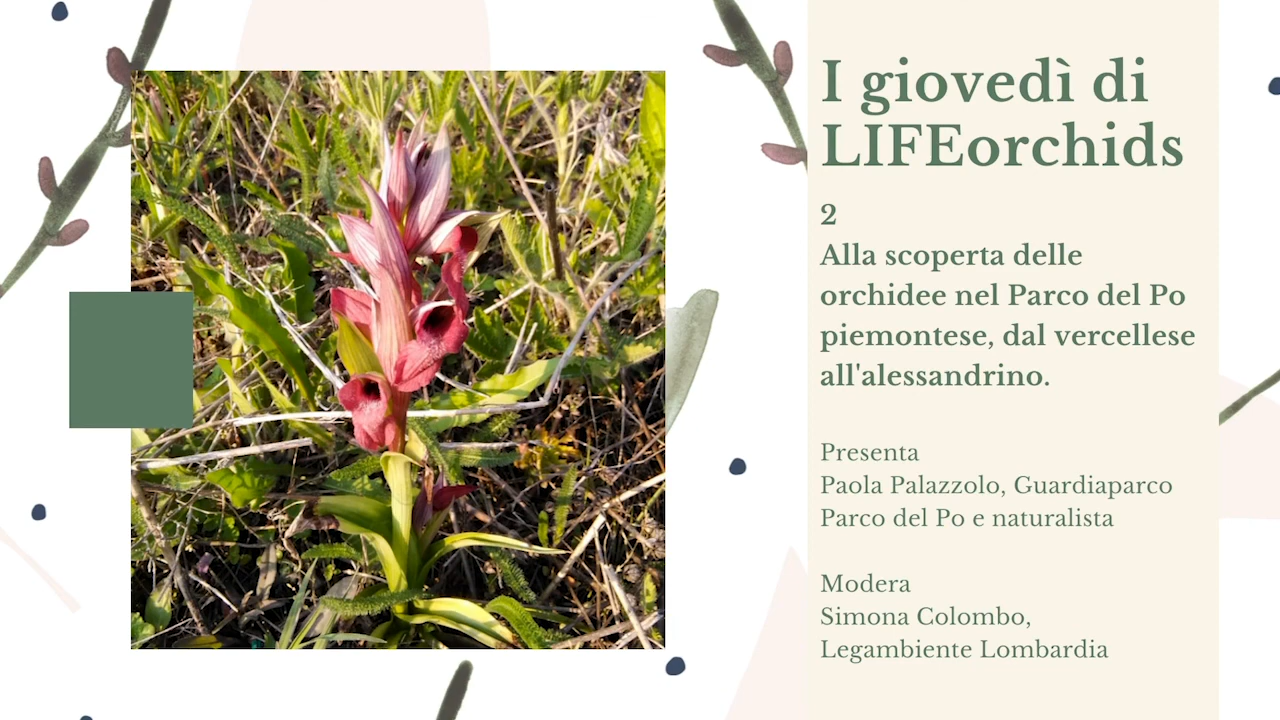 I giovedì di
LIFEorchids
2
Alla scoperta delle
orchidee nel Parco del Po
piemontese, dal vercellese
all'alessandrino.
Presenta
Paola Palazzolo, Guardiaparco
Parco del Po e naturalista
Modera
Simona Colombo,
Legambiente Lombardia